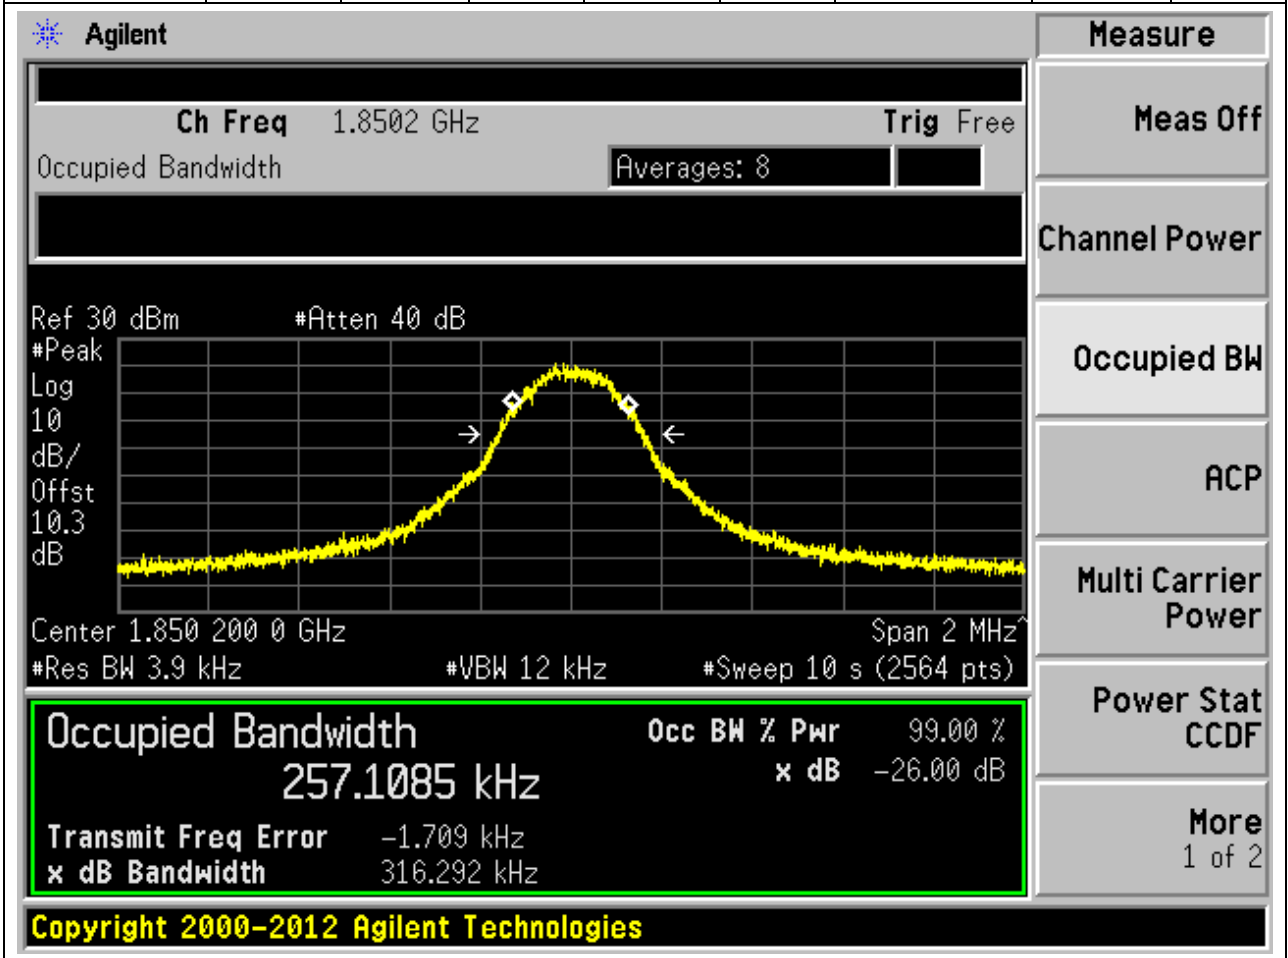 Agilent
Measure
Ch Freq 1.8502 GHz
Trig Free
Occupied Bandwidth
Averages: 8
Ref 30 dBm
#Atten 40 dB
#Peak
Log
10
dB/
Offst
10.3
dB
Center 1.850 200 0 GHz
Span 2 MHz^
#Res BW 3.9 kHz
#VBW 12 kHz
#Sweep 10 s (2564 pts)
Occupied Bandwidth
257.1085 kHz
Occ BW % Pwr 99.00 %
x dB -26.00 dB
Transmit Freq Error -1.709 kHz
x dB Bandwidth 316.292 kHz
Copyright 2000-2012 Agilent Technologies
Meas Off
Channel Power
Occupied BW
ACP
Multi Carrier
Power
Power Stat
CCDF
More
1 of 2